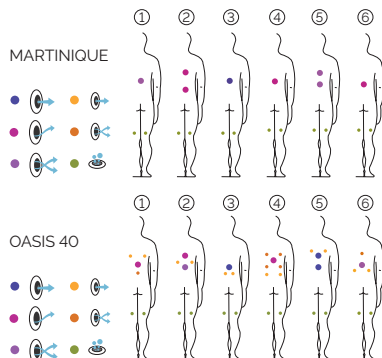 ① ② ③ ④ ⑤ ⑥
MARTINIQUE
① ② ③ ④ ⑤ ⑥
OASIS 40